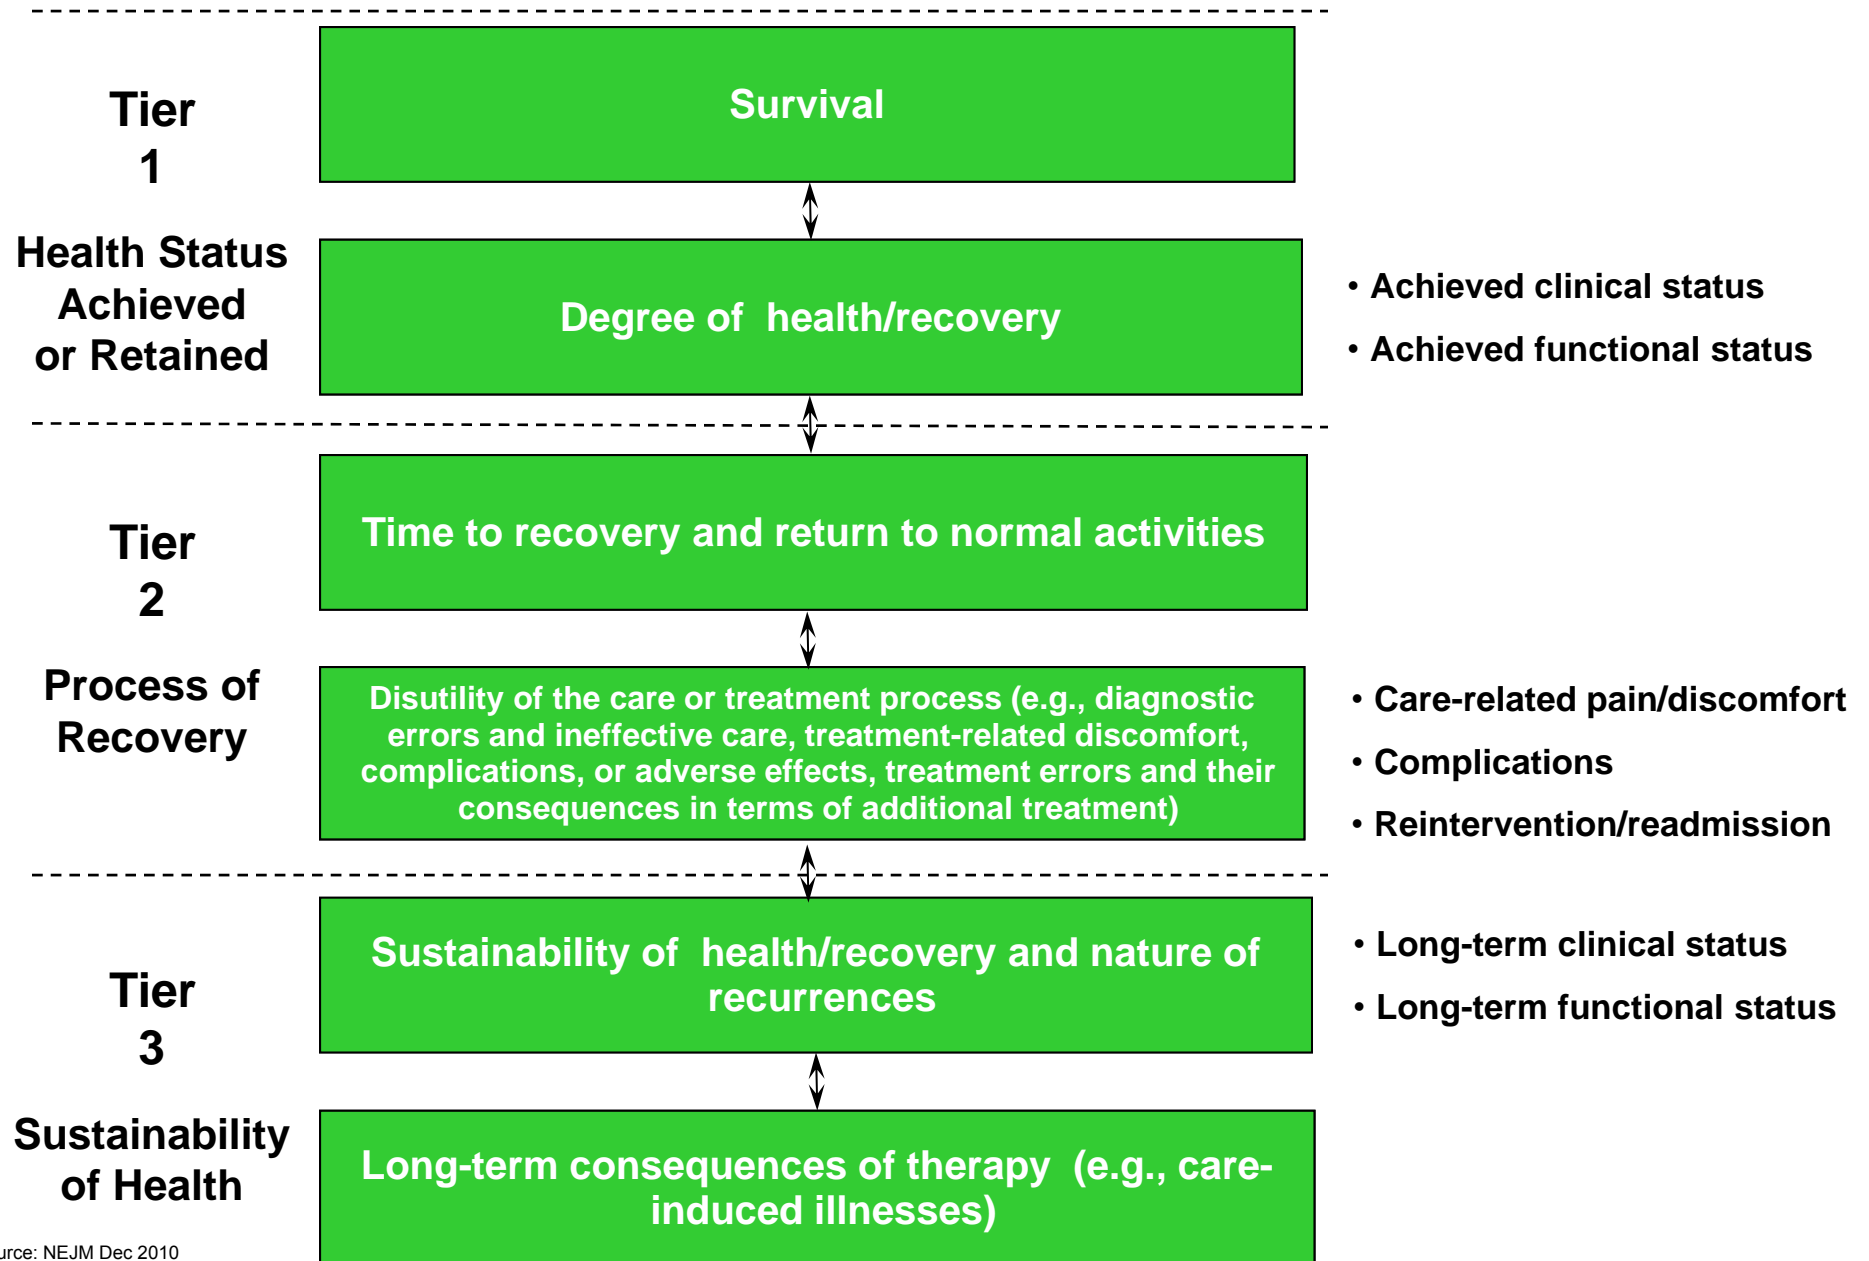 Tier
1
Health Status
Achieved
or Retained
Survival
Degree of health/recovery
• Achieved clinical status
• Achieved functional status
Tier
2
Process of
Recovery
Time to recovery and return to normal activities
Disutility of the care or treatment process (e.g., diagnostic
errors and ineffective care, treatment-related discomfort,
complications, or adverse effects, treatment errors and their
consequences in terms of additional treatment)
• Care-related pain/discomfort
• Complications
• Reintervention/readmission
Tier
3
Sustainability
of Health
Sustainability of health/recovery and nature of
recurrences
• Long-term clinical status
• Long-term functional status
Long-term consequences of therapy (e.g., care-
induced illnesses)
urce: NEJM Dec 2010